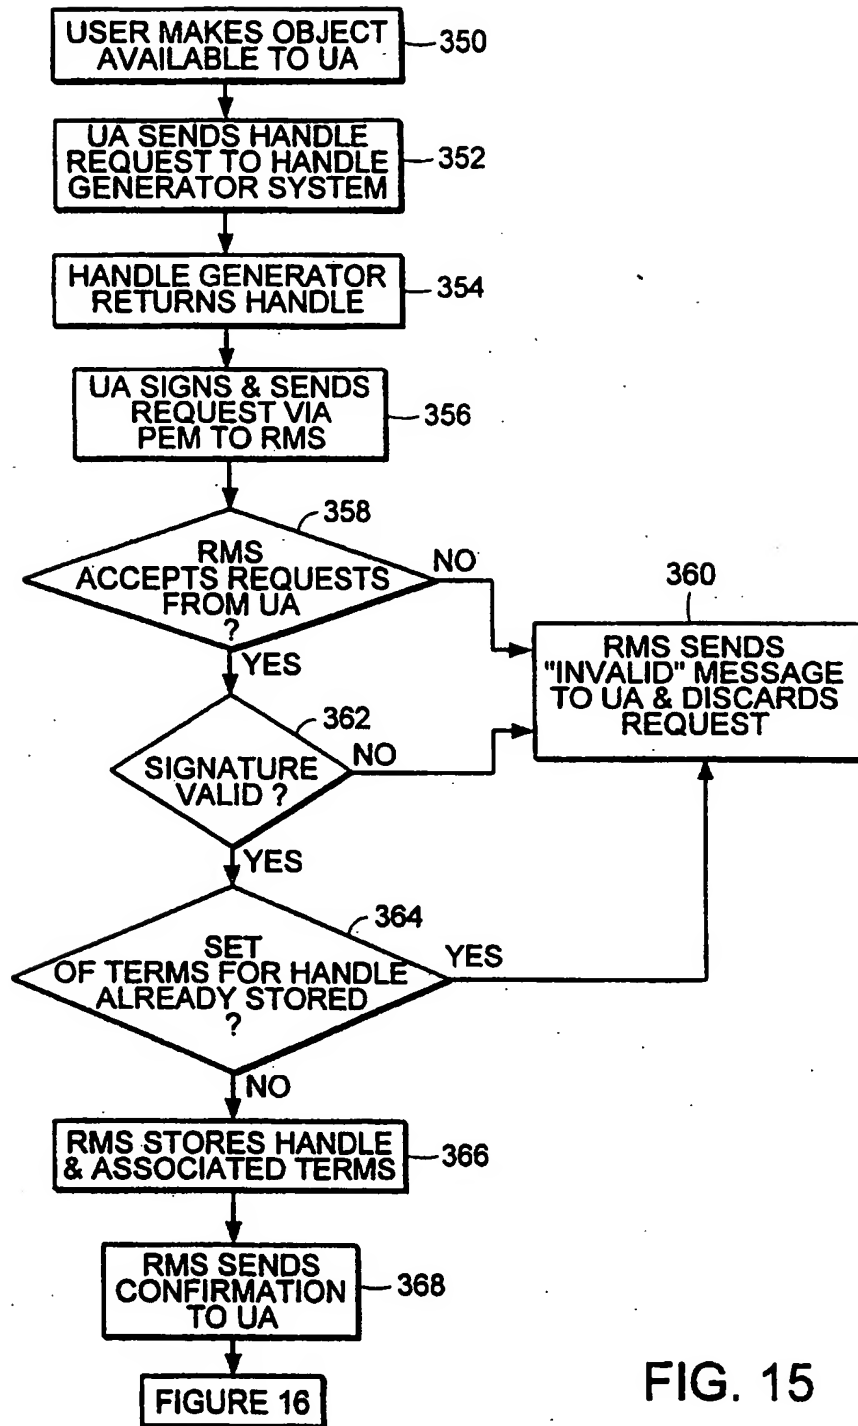 USER MAKES OBJECT
AVAILABLE TO UA
350
UA SENDS HANDLE
REQUEST TO HANDLE
GENERATOR SYSTEM
352
HANDLE GENERATOR
RETURNS HANDLE
354
UA SIGNS & SENDS
REQUEST VIA
PEM TO RMS
356
358
RMS
ACCEPTS REQUESTS
FROM UA
?
NO
YES
360
RMS SENDS
"INVALID" MESSAGE
TO UA & DISCARDS
REQUEST
362
SIGNATURE
VALID ?
NO
YES
364
SET
OF TERMS FOR HANDLE
ALREADY STORED
?
YES
NO
RMS STORES HANDLE
& ASSOCIATED TERMS
366
RMS SENDS
CONFIRMATION
TO UA
368
FIGURE 16
FIG. 15